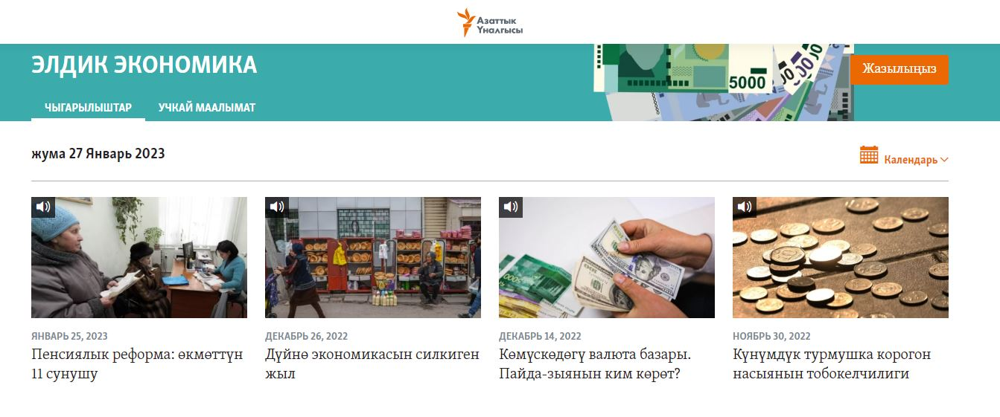 Азаттык
Үналгысы
ЭЛДИК ЭКОНОМИКА
5000
Жазылыңыз
ЧЫГАРЫЛЫШТАР
УЧКАЙ МААЛЫМАТ
жума 27 Январь 2023
Календарь
ЯНВАРЬ 25, 2023
Пенсиялык реформа: өкмөттүн
11 сунушу
ДЕКАБРЬ 26, 2022
Дүйнө экономикасын силкиген
жыл
ДЕКАБРЬ 14, 2022
Көмүскөдөгү валюта базары.
Пайда-зыянын ким көрөт?
НОЯБРЬ 30, 2022
Күнүмдүк турмушка корогон
насыянын тобокелчилиги